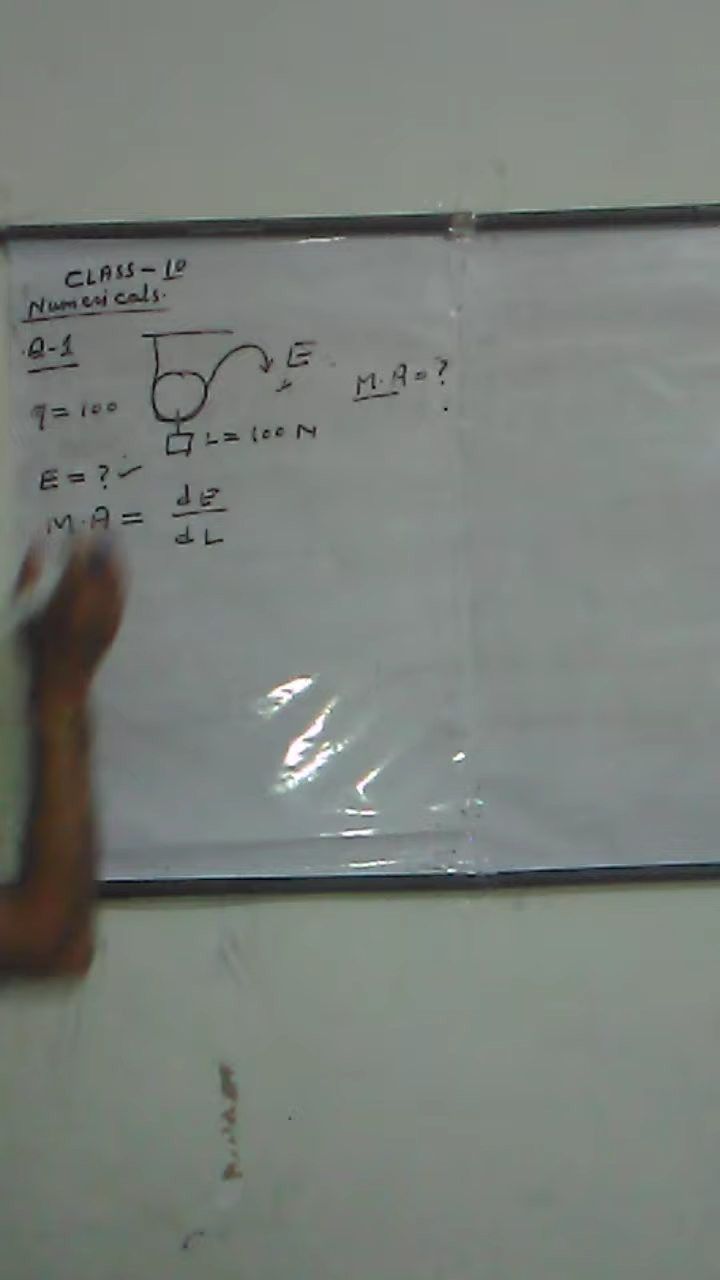 CLASS-10
Numericals.
Q-1
E
M.A=?
η=100
L=100 N
E=?
M.A = dE
dL